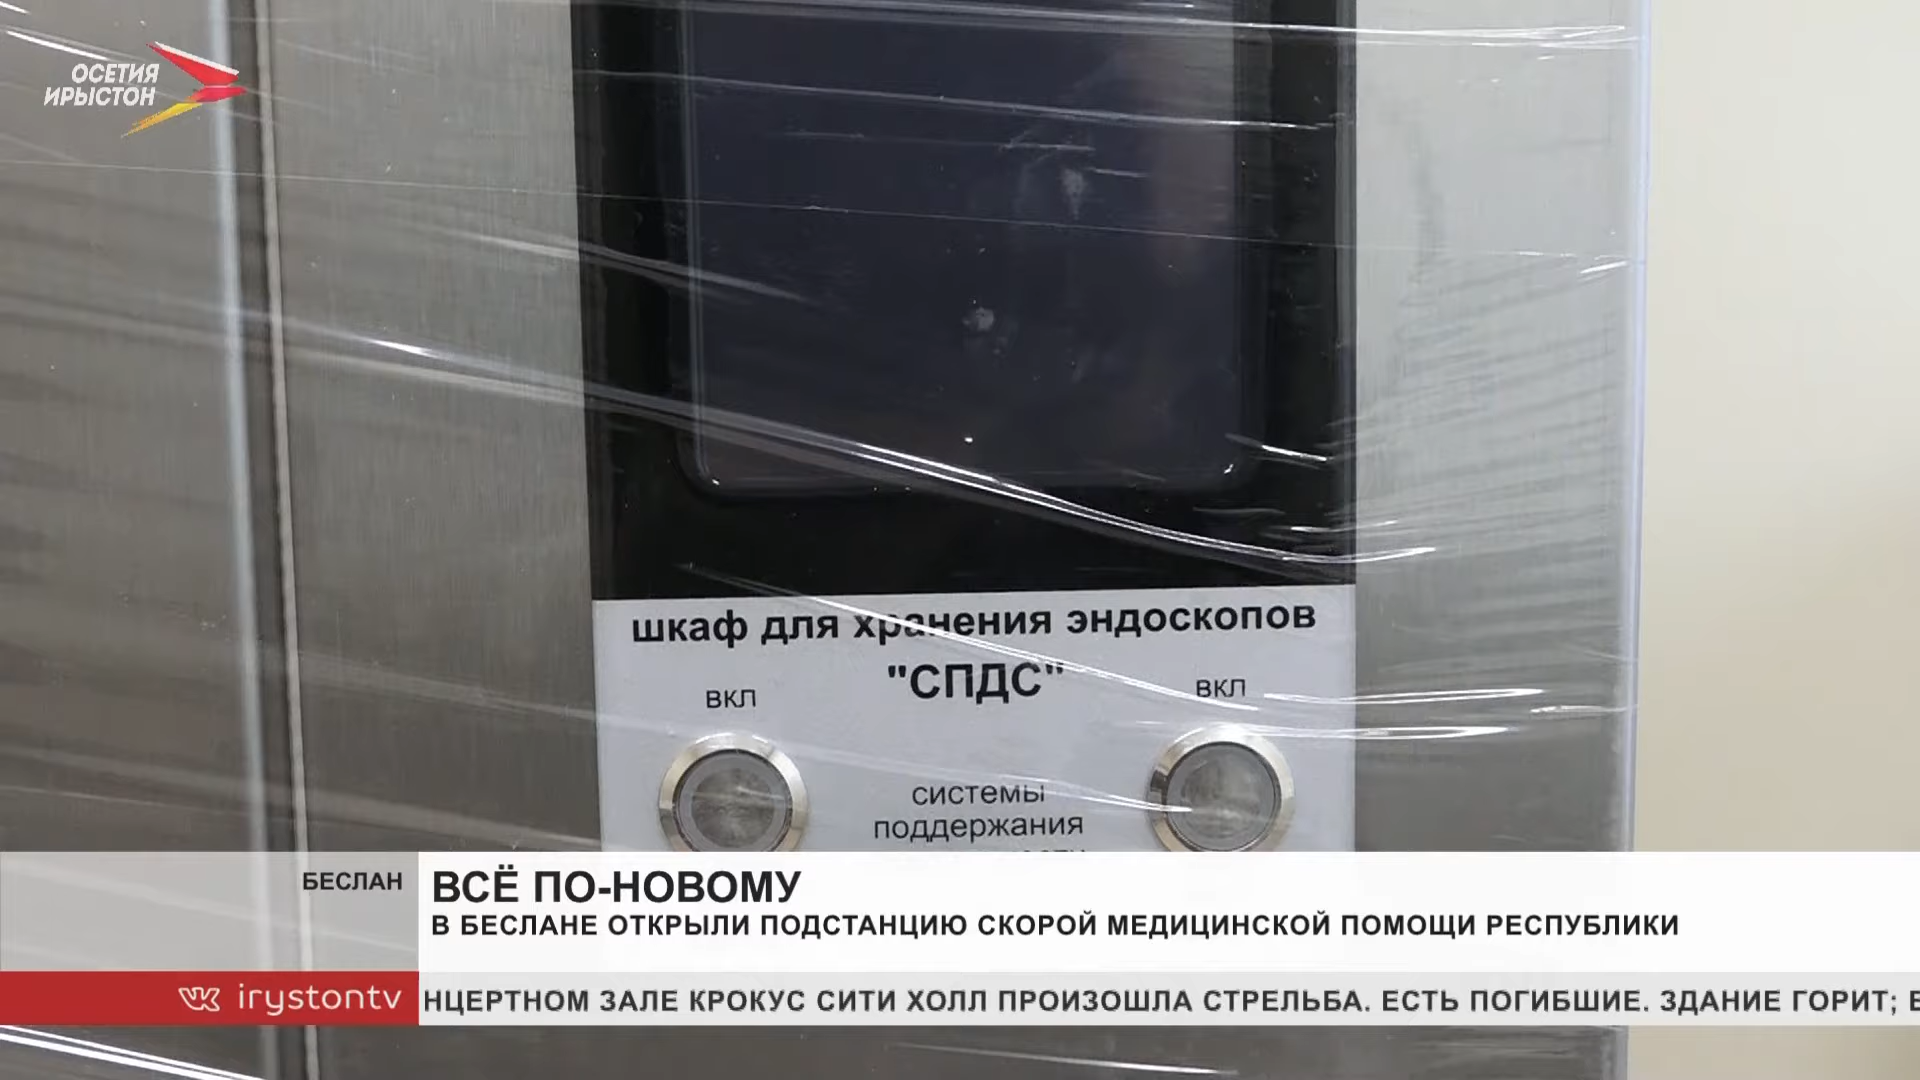 ОСЕТИЯ
ИРЫСТОН
шкаф для хранения эндоскопов
"СПДС"
ВКЛ
ВКЛ
системы
поддержания
БЕСЛАН
ВСЁ ПО-НОВОМУ
В БЕСЛАНЕ ОТКРЫЛИ ПОДСТАНЦИЮ СКОРОЙ МЕДИЦИНСКОЙ ПОМОЩИ РЕСПУБЛИКИ
irystontv
НЦЕРТНОМ ЗАЛЕ КРОКУС СИТИ ХОЛЛ ПРОИЗОШЛА СТРЕЛЬБА. ЕСТЬ ПОГИБШИЕ. ЗДАНИЕ ГОРИТ;